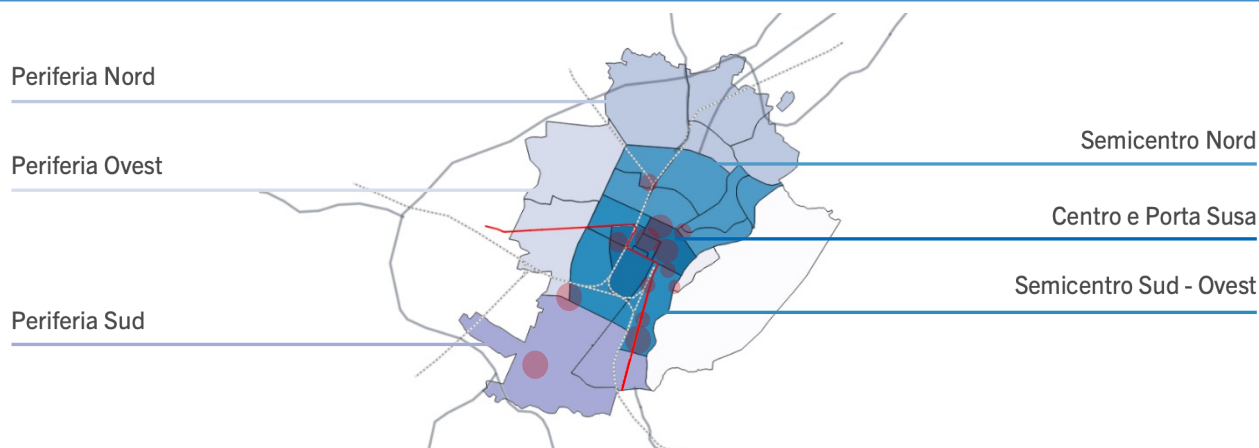 Periferia Nord
Periferia Ovest
Periferia Sud
Semicentro Nord
Centro e Porta Susa
Semicentro Sud - Ovest